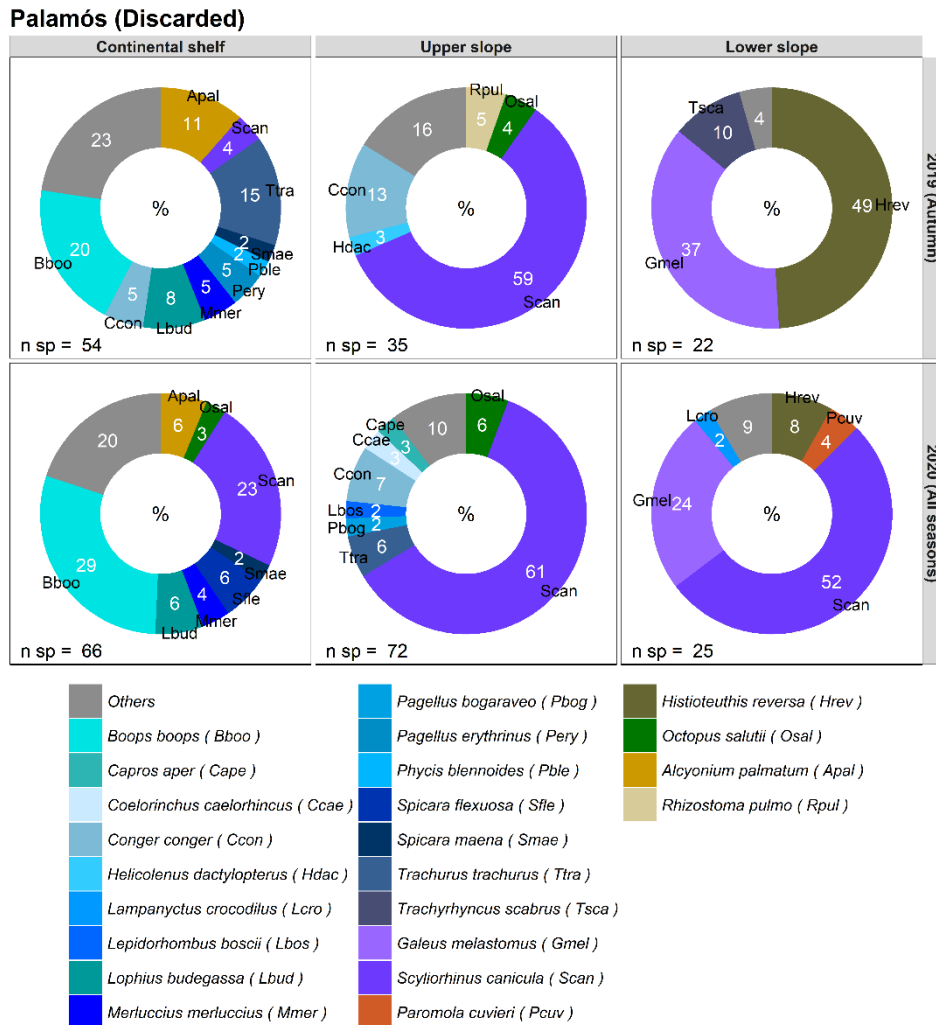 Palamós (Discarded)
Continental shelf
Upper slope
Lower slope
2019 (Autumn)
Apal
11
Scan
4
Ttra
15
2
Smae
2
Pble
5
Pery
5
Mmer
8
Lbud
5
Ccon
20
Bboo
23
%
n sp = 54
Rpul
5
Osal
4
59
Scan
3
Hdac
13
Ccon
16
%
n sp = 35
49
Hrev
37
Gmel
10
Tsca
4
%
n sp = 22
2020 (All seasons)
Apal
6
Osal
3
Scan
23
2
Smae
6
Sfle
4
Mmer
6
Lbud
29
Bboo
20
%
n sp = 66
Osal
6
61
Scan
6
Ttra
2
Pbog
2
Lbos
7
Ccon
3
Ccae
3
Cape
10
%
n sp = 72
Hrev
8
Pcuv
4
52
Scan
24
Gmel
2
Lcro
9
%
n sp = 25
Others
Boops boops ( Bboo )
Capros aper ( Cape )
Coelorinchus caelorhincus ( Ccae )
Conger conger ( Ccon )
Helicolenus dactylopterus ( Hdac )
Lampanyctus crocodilus ( Lcro )
Lepidorhombus boscii ( Lbos )
Lophius budegassa ( Lbud )
Merluccius merluccius ( Mmer )
Pagellus bogaraveo ( Pbog )
Pagellus erythrinus ( Pery )
Phycis blennoides ( Pble )
Spicara flexuosa ( Sfle )
Spicara maena ( Smae )
Trachurus trachurus ( Ttra )
Trachyrhyncus scabrus ( Tsca )
Galeus melastomus ( Gmel )
Scyliorhinus canicula ( Scan )
Paromola cuvieri ( Pcuv )
Histioteuthis reversa ( Hrev )
Octopus salutii ( Osal )
Alcyonium palmatum ( Apal )
Rhizostoma pulmo ( Rpul )